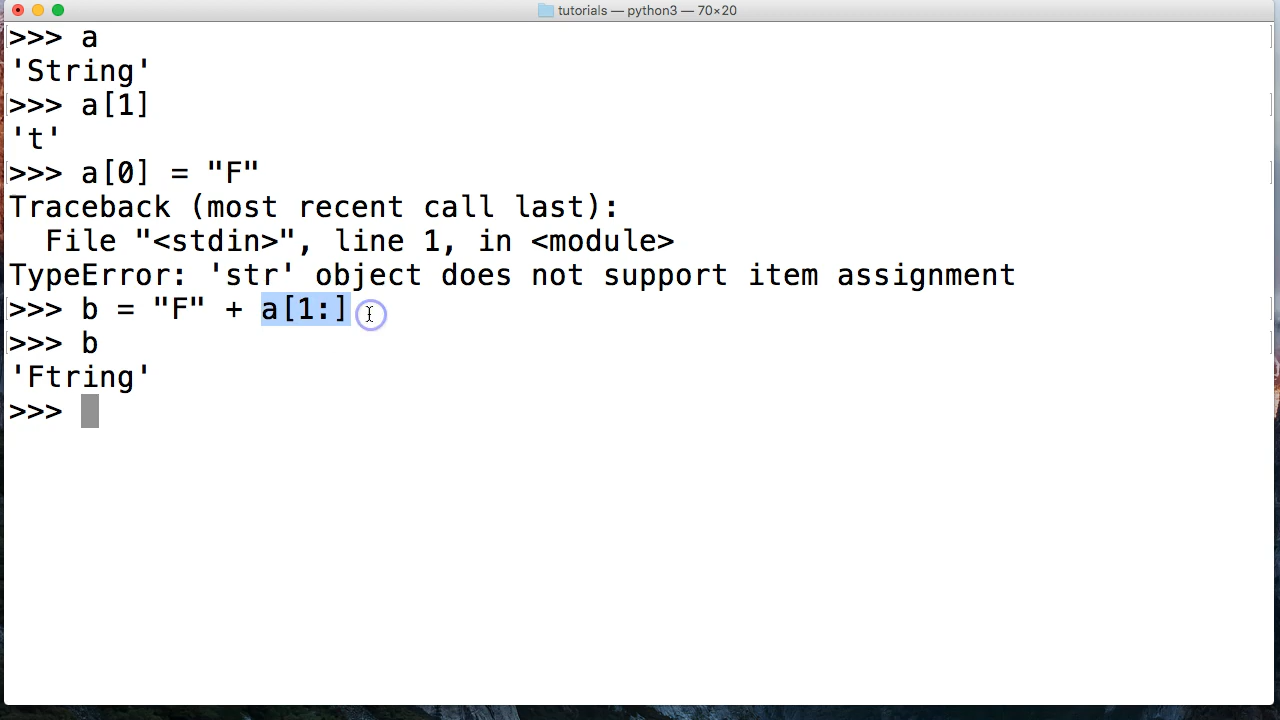 tutorials — python3 — 70×20
>>> a
'String'
>>> a[1]
't'
>>> a[0] = "F"
Traceback (most recent call last):
  File "<stdin>", line 1, in <module>
TypeError: 'str' object does not support item assignment
>>> b = "F" + a[1:]
>>> b
'Ftring'
>>>